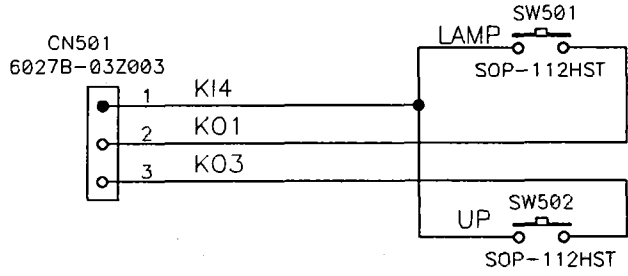 SW501
LAMP
SOP-112HST
CN501
6027B-03Z003
1 KI4
2 KO1
3 KO3
SW502
UP
SOP-112HST